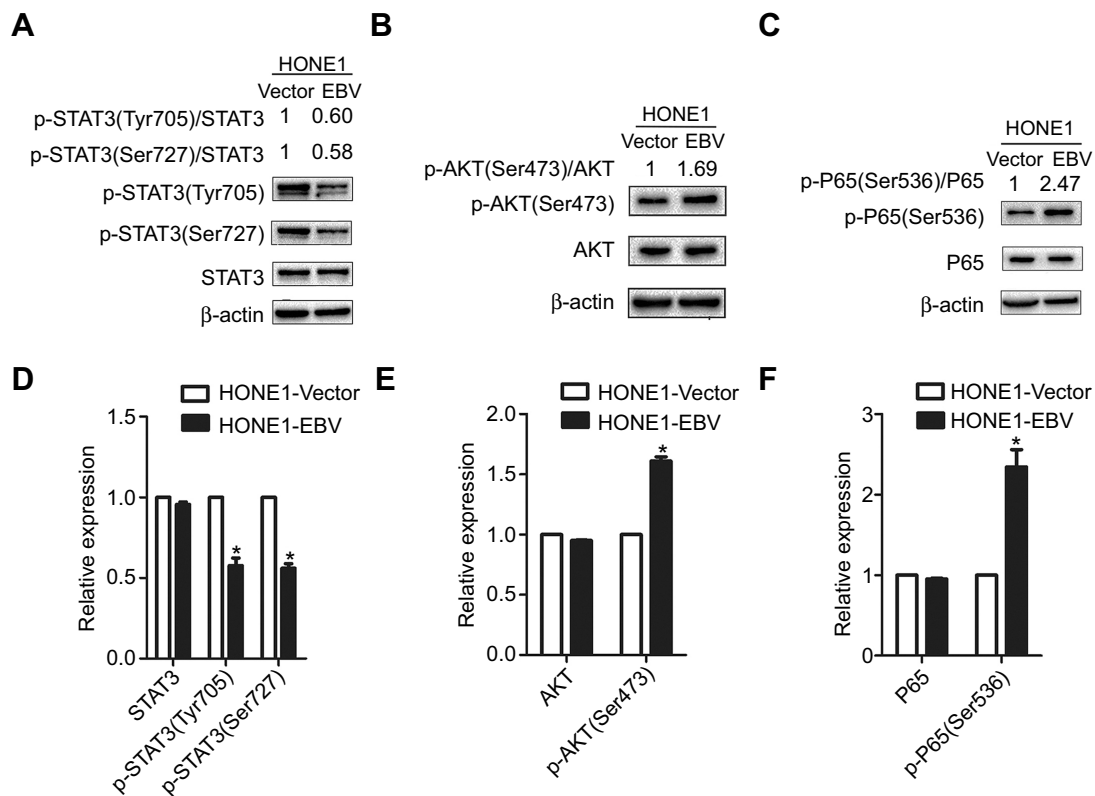 A
HONE1
Vector EBV
p-STAT3(Tyr705)/STAT3 1 0.60
p-STAT3(Ser727)/STAT3 1 0.58
p-STAT3(Tyr705)
p-STAT3(Ser727)
STAT3
β-actin
B
HONE1
Vector EBV
p-AKT(Ser473)/AKT 1 1.69
p-AKT(Ser473)
AKT
β-actin
C
HONE1
Vector EBV
p-P65(Ser536)/P65 1 2.47
p-P65(Ser536)
P65
β-actin
D
HONE1-Vector
HONE1-EBV
Relative expression
1.5
1.0
0.5
0.0
* *
STAT3
p-STAT3(Tyr705)
p-STAT3(Ser727)
E
HONE1-Vector
HONE1-EBV
Relative expression
2.0
1.5
1.0
0.5
0.0
*
AKT
p-AKT(Ser473)
F
HONE1-Vector
HONE1-EBV
Relative expression
3
2
1
0
*
P65
p-P65(Ser536)